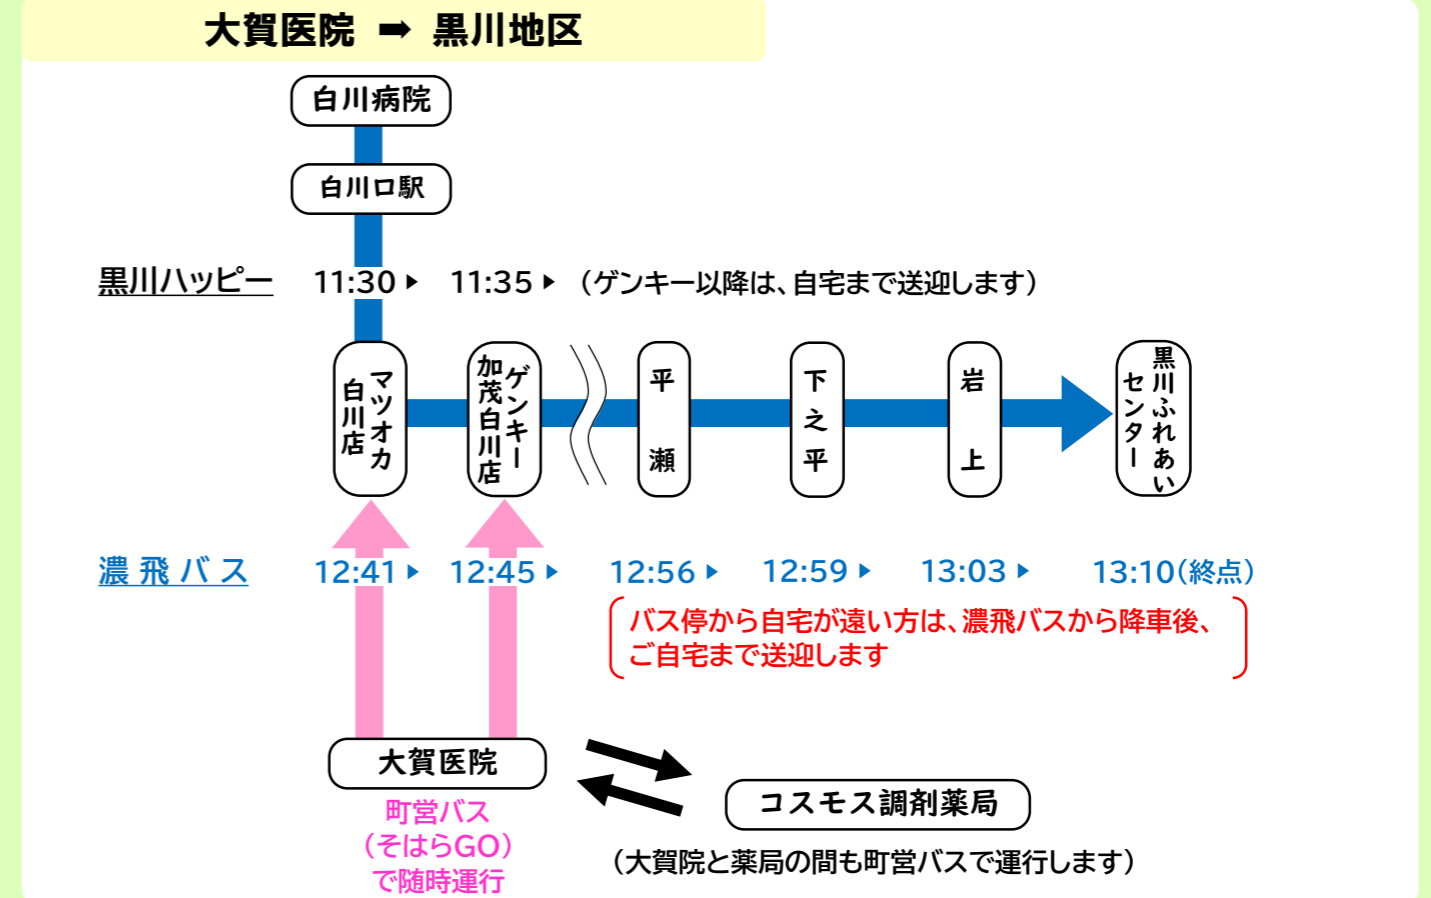 大賀医院 ➡ 黒川地区
白川病院
白川口駅
黒川ハッピー 11:30▶ 11:35▶ （ゲンキー以降は、自宅まで送迎します）
マツオカ
白川店
ゲンキー
加茂白川店
平瀬
下之平
岩上
黒川ふれあい
センター
濃飛バス 12:41▶ 12:45▶ 12:56▶ 12:59▶ 13:03▶ 13:10（終点）
バス停から自宅が遠い方は、濃飛バスから降車後、
ご自宅まで送迎します
大賀医院
コスモス調剤薬局
町営バス
（そはらGO）
で随時運行
（大賀院と薬局の間も町営バスで運行します）